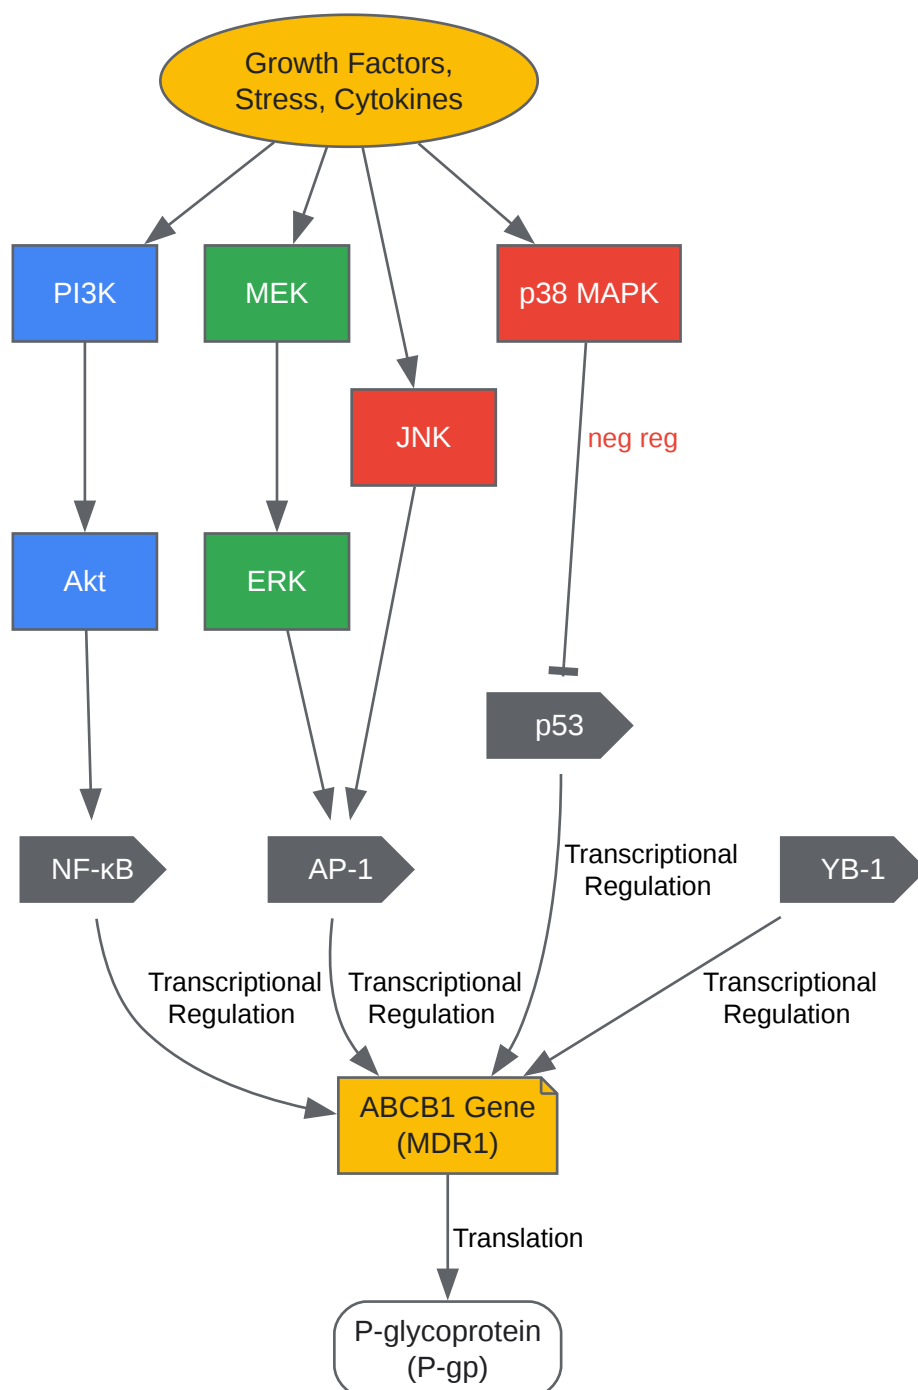 Growth Factors,
Stress, Cytokines
PI3K
MEK
p38 MAPK
JNK
neg reg
Akt
ERK
p53
NF-κB
AP-1
Transcriptional
Regulation
YB-1
Transcriptional
Regulation
Transcriptional
Regulation
Transcriptional
Regulation
ABCB1 Gene
(MDR1)
Translation
P-glycoprotein
(P-gp)